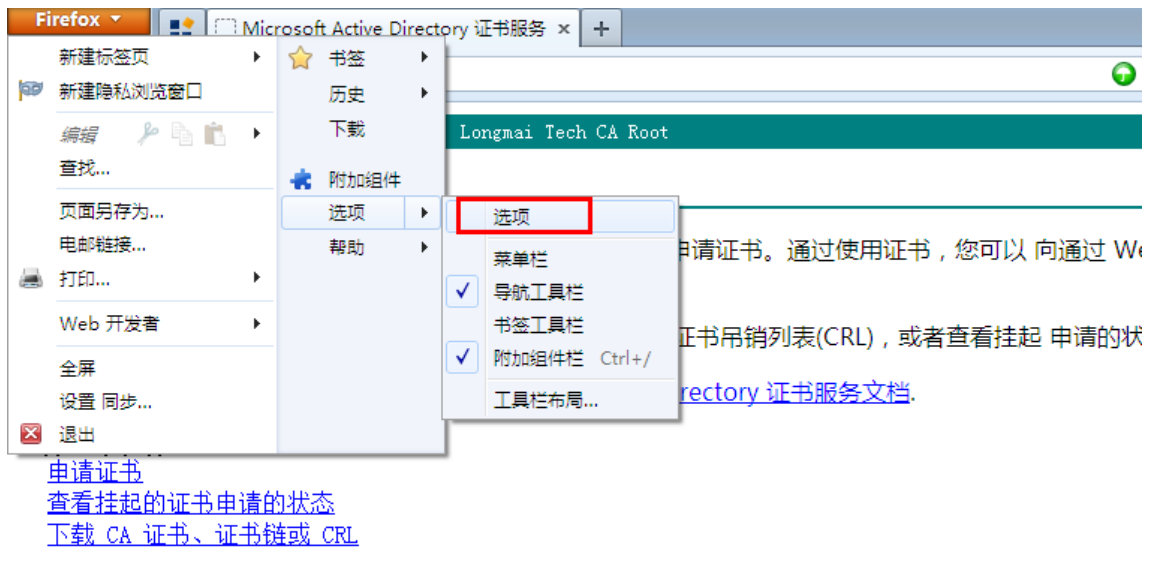 Firefox
Microsoft Active Directory 证书服务 × +
新建标签页
新建隐私浏览窗口
编辑
查找...
页面另存为...
电邮链接...
打印...
Web 开发者
全屏
设置 同步...
退出
书签
历史
下载
附加组件
选项
帮助
选项
菜单栏
导航工具栏
书签工具栏
附加组件栏 Ctrl+/
工具栏布局...
Longmai Tech CA Root
申请证书。通过使用证书，您可以 向通过 We
证书吊销列表(CRL)，或者查看挂起 申请的状
rectory 证书服务文档.
申请证书
查看挂起的证书申请的状态
下载 CA 证书、证书链或 CRL